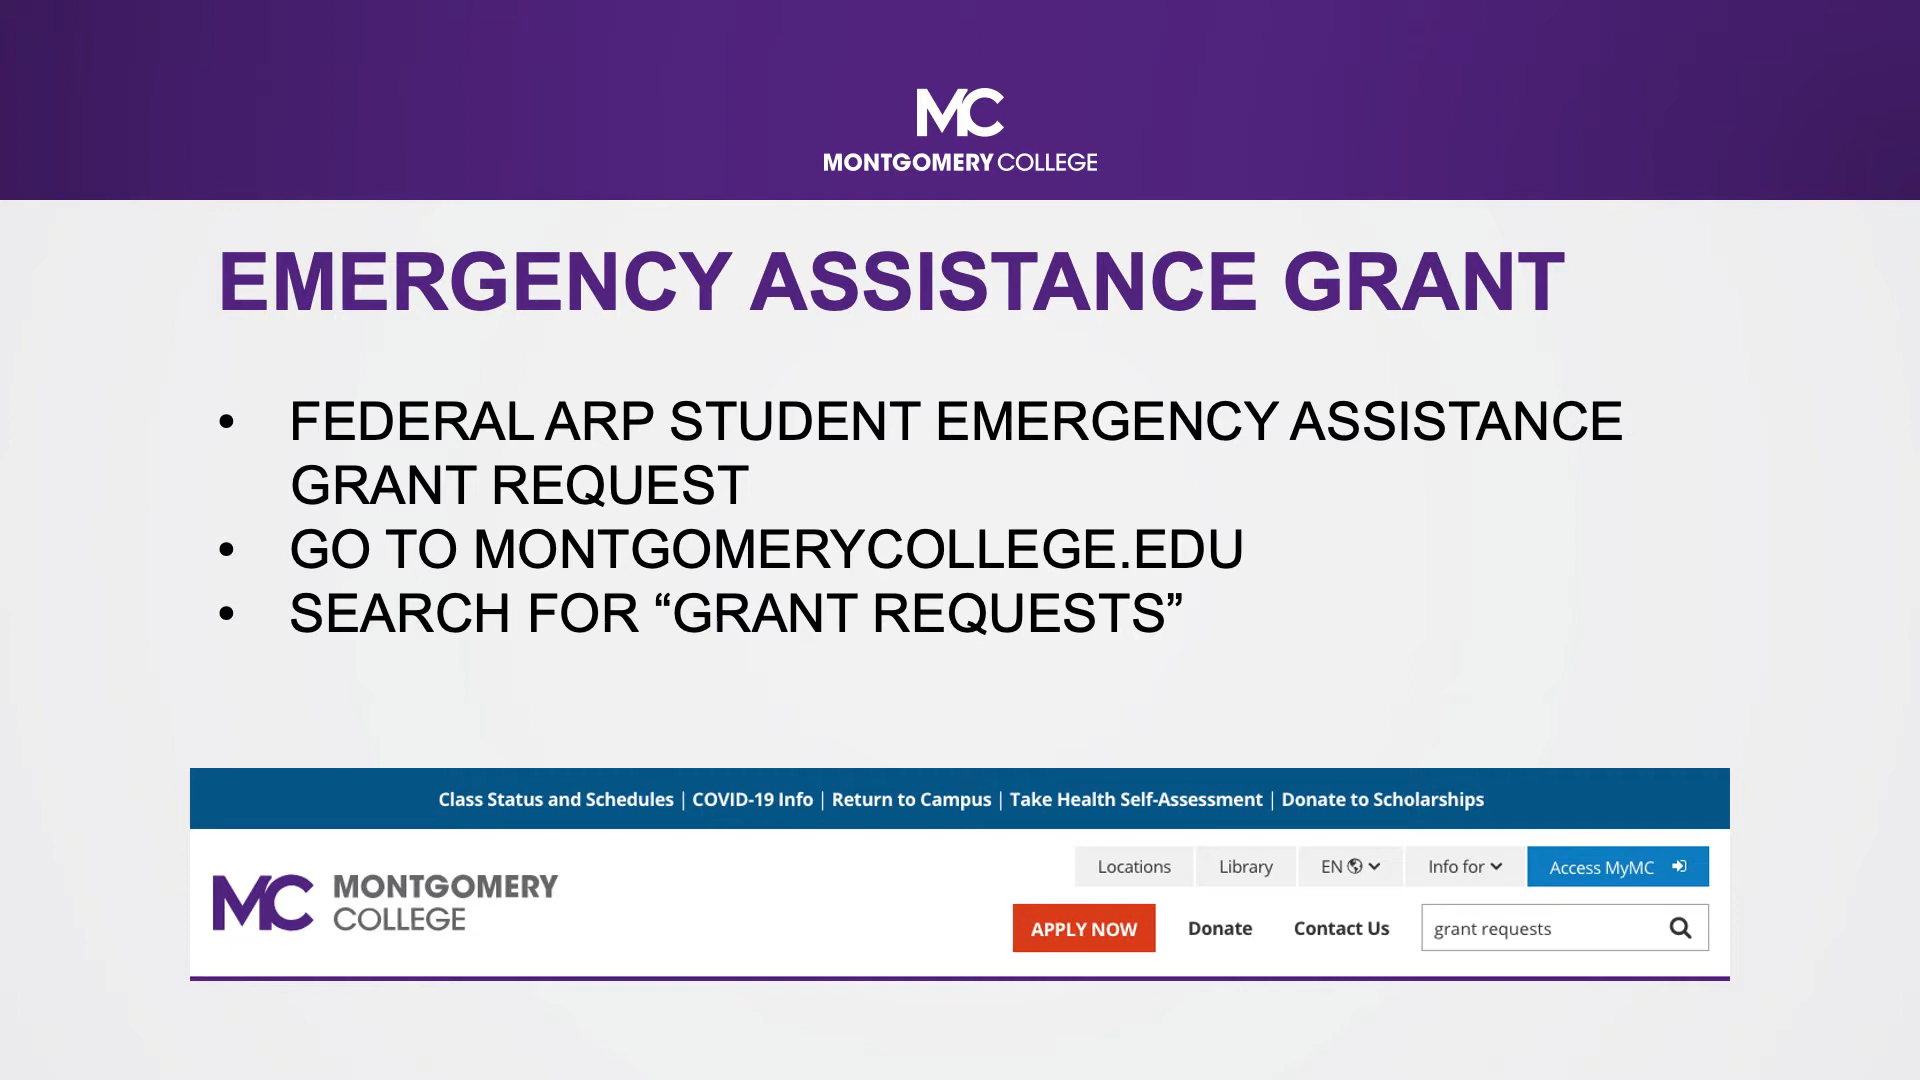 MC
MONTGOMERY COLLEGE
EMERGENCY ASSISTANCE GRANT
• FEDERAL ARP STUDENT EMERGENCY ASSISTANCE
GRANT REQUEST
• GO TO MONTGOMERYCOLLEGE.EDU
• SEARCH FOR “GRANT REQUESTS”
Class Status and Schedules | COVID-19 Info | Return to Campus | Take Health Self-Assessment | Donate to Scholarships
Locations Library EN Info for Access MyMC
MC MONTGOMERY
COLLEGE
APPLY NOW Donate Contact Us grant requests